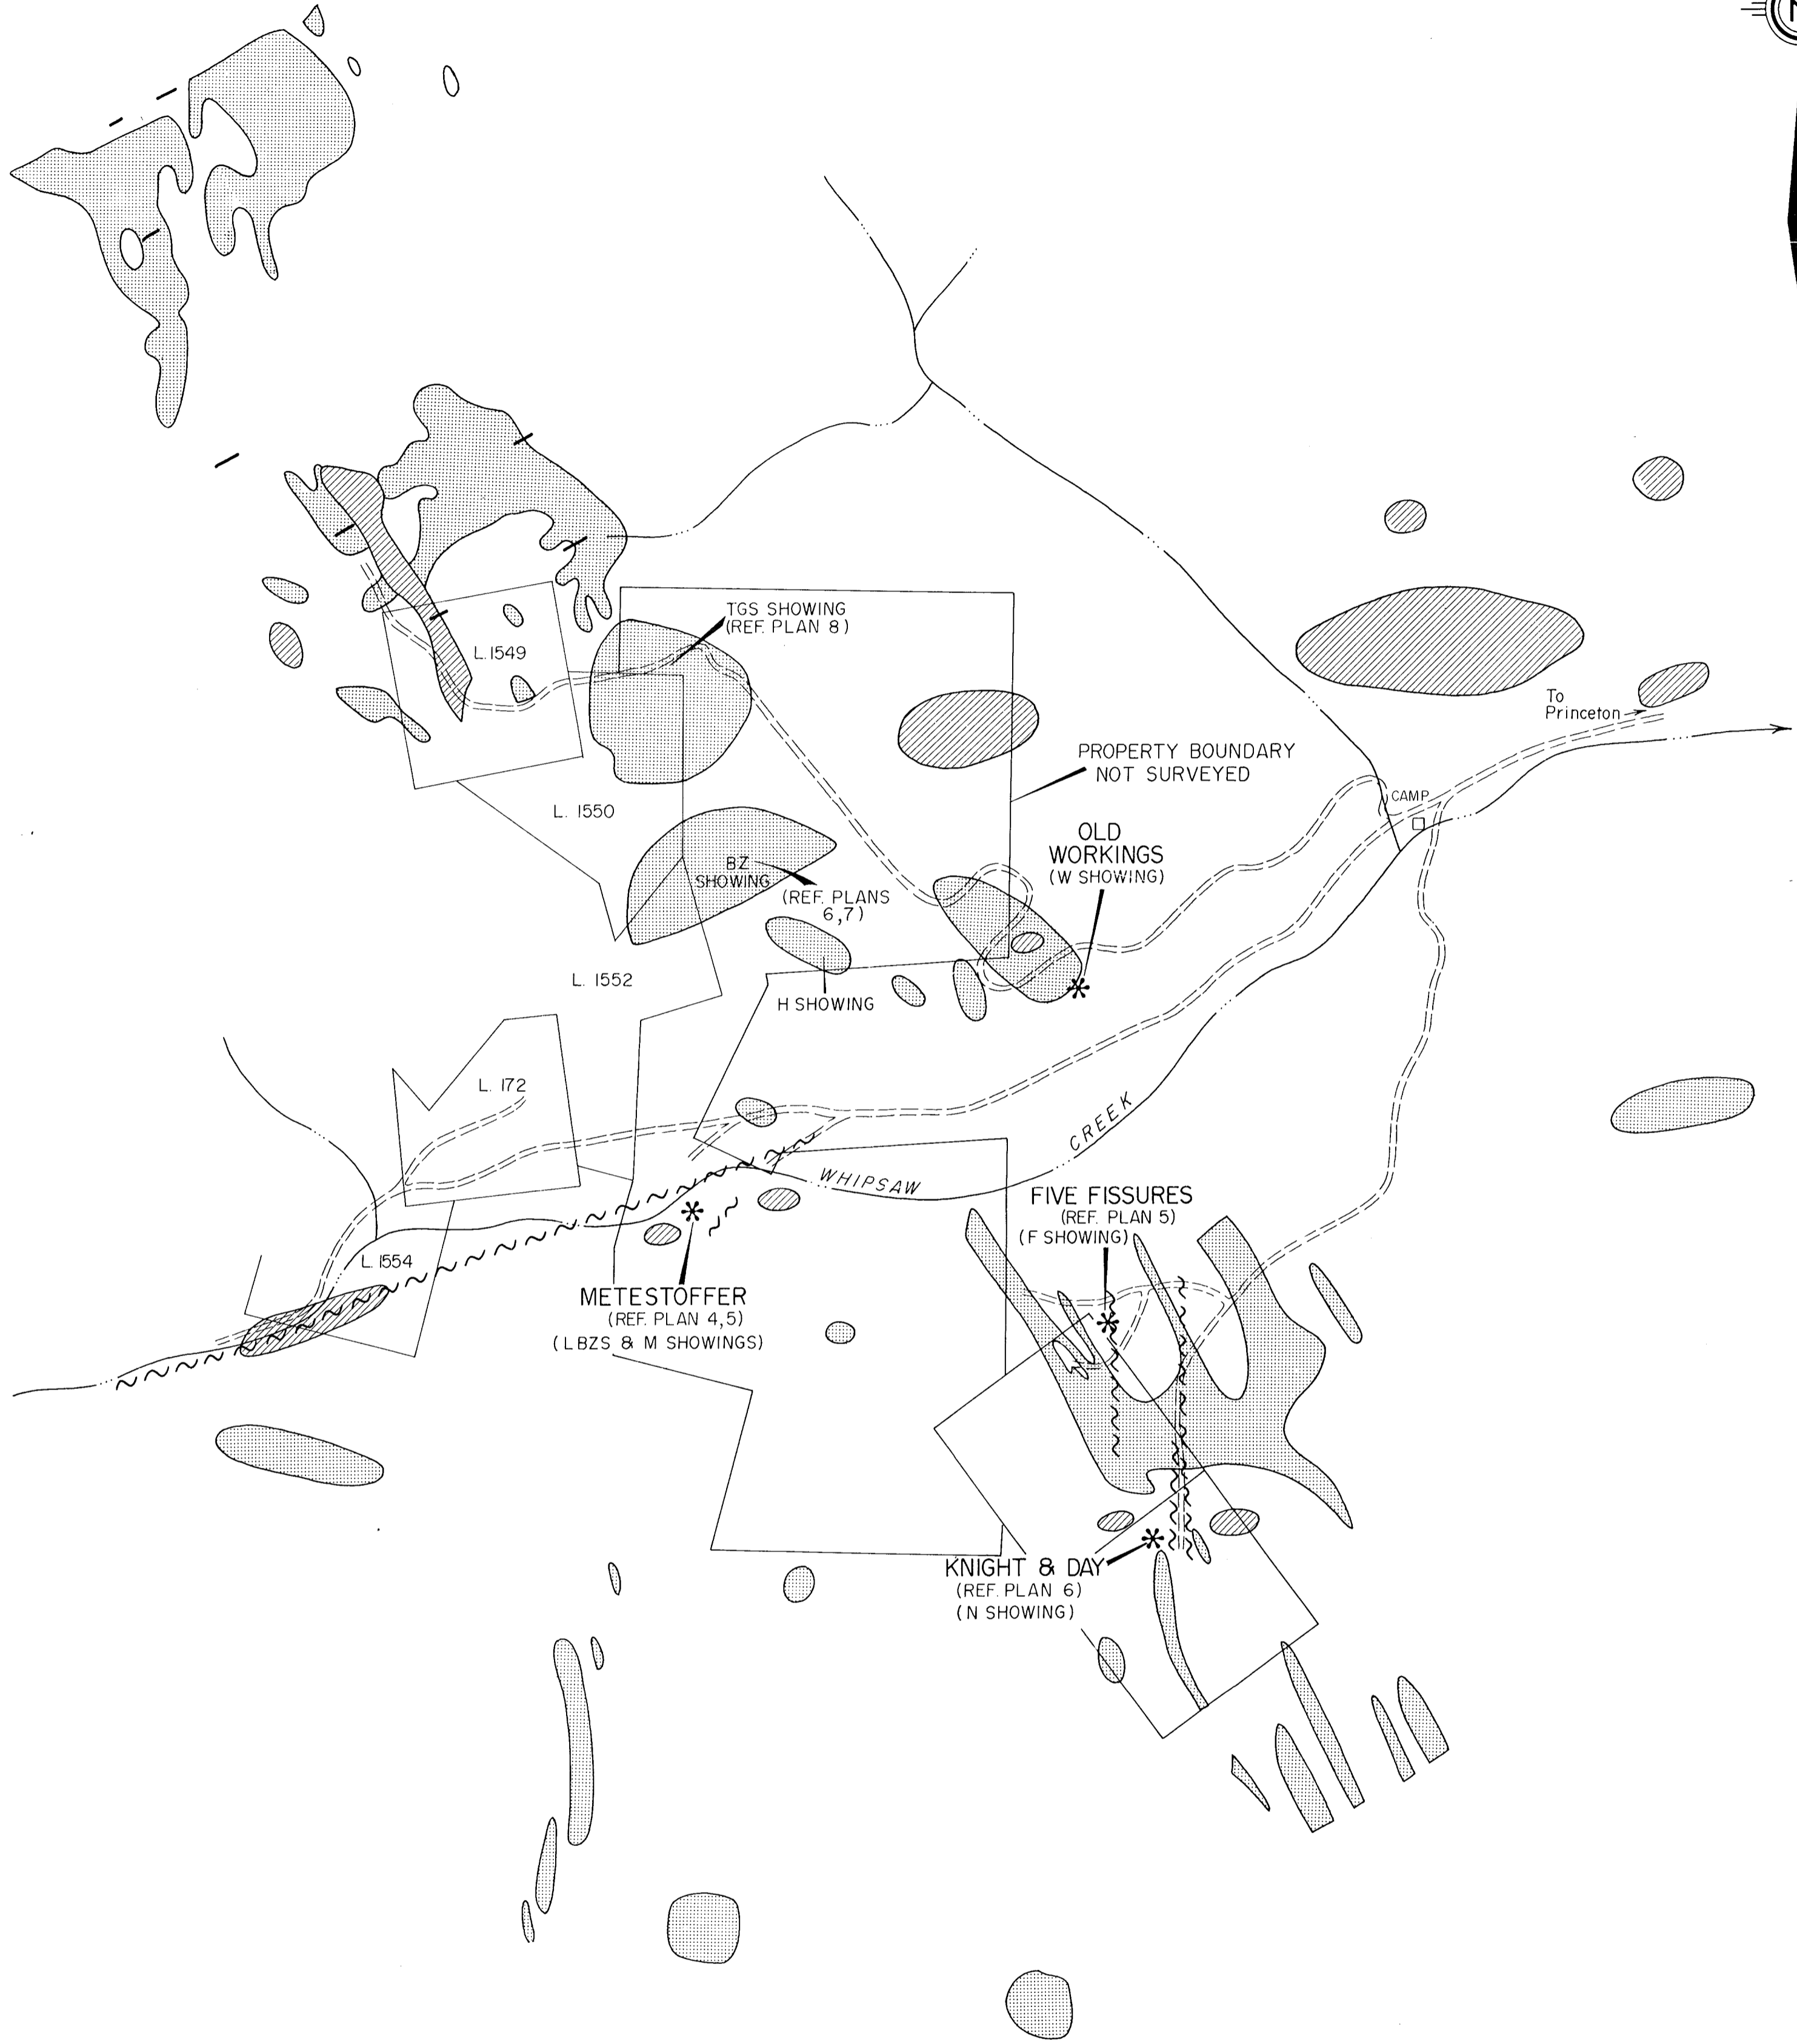 N
TGS SHOWING
(REF. PLAN 8)
L.1549
To
Princeton
PROPERTY BOUNDARY
NOT SURVEYED
CAMP
L. 1550
OLD
WORKINGS
(W SHOWING)
BZ
SHOWING
(REF. PLANS
6,7)
L. 1552
H SHOWING
L. 172
CREEK
WHIPSAW
FIVE FISSURES
(REF. PLAN 5)
(F SHOWING)
L.1554
METESTOFFER
(REF. PLAN 4,5)
(LBZS & M SHOWINGS)
KNIGHT & DAY
(REF. PLAN 6)
(N SHOWING)